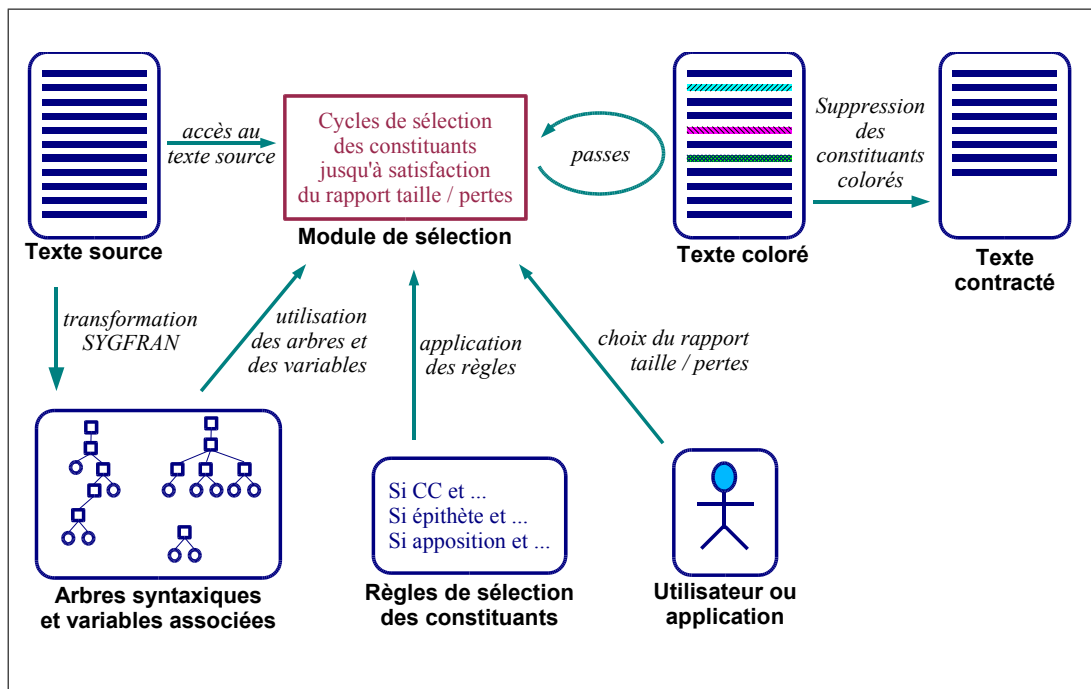 accès au
texte source
Cycles de sélection
des constituants
jusqu'à satisfaction
du rapport taille / pertes
passes
Suppression
des
constituants
colorés
Texte source
Module de sélection
Texte coloré
Texte
contracté
transformation
SYGFRAN
utilisation
des arbres et
des variables
application
des règles
choix du rapport
taille / pertes
Si CC et ...
Si épithète et ...
Si apposition et ...
Arbres syntaxiques
et variables associées
Règles de sélection
des constituants
Utilisateur ou
application